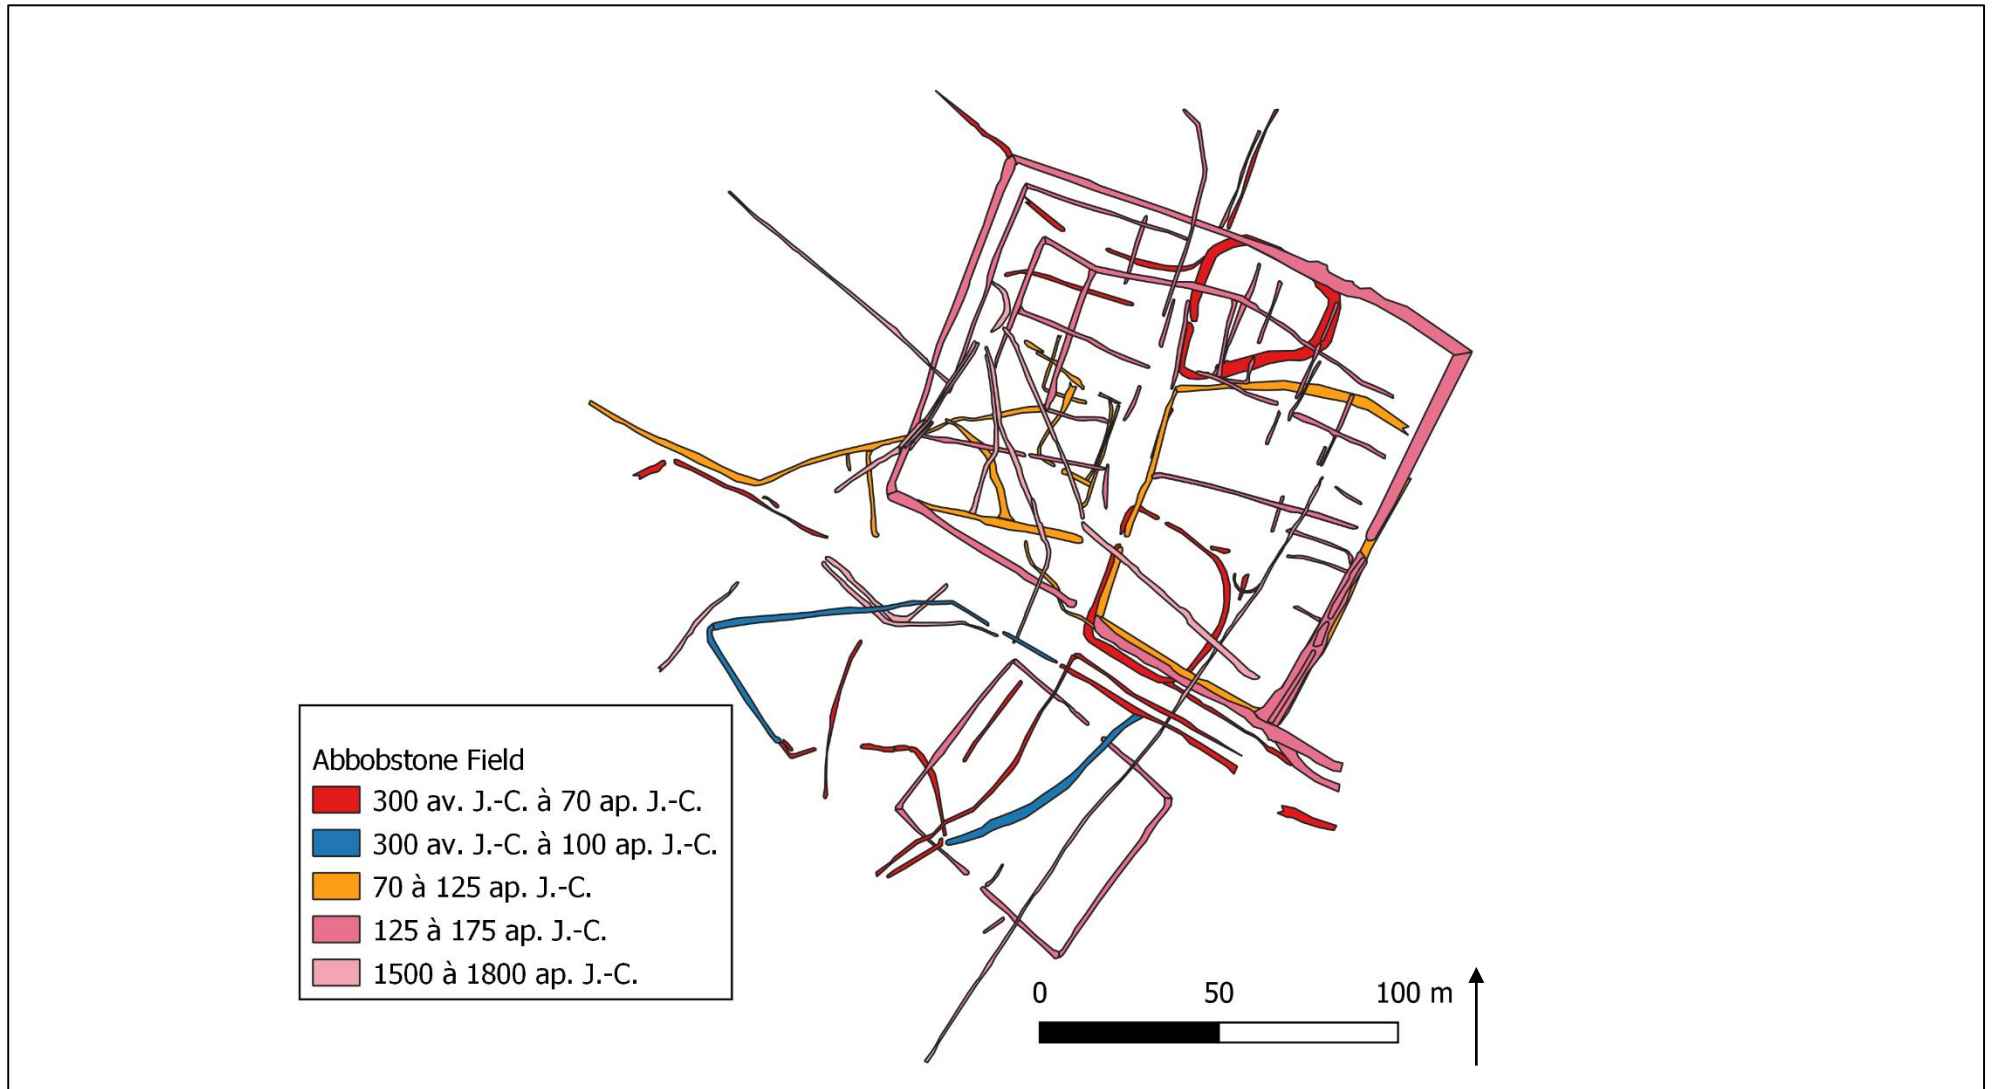 Abbobstone Field
300 av. J.-C. à 70 ap. J.-C.
300 av. J.-C. à 100 ap. J.-C.
70 à 125 ap. J.-C.
125 à 175 ap. J.-C.
1500 à 1800 ap. J.-C.
0 50 100 m